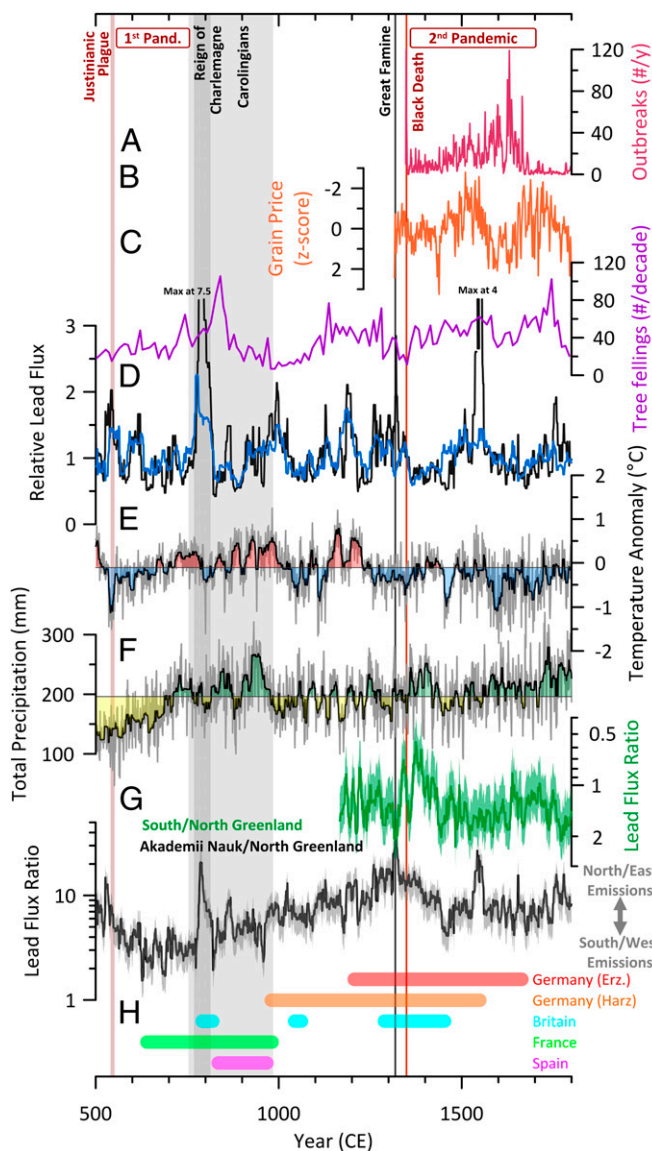 Justinianic
Plague
1st Pand.
Reign of
Charlemagne
Carolingians
Great Famine
Black Death
2nd Pandemic
120
80
40
0
Outbreaks (#/y)
A
B
-2
0
2
Grain Price
(z-score)
C
120
80
40
0
Tree fellings (#/decade)
Max at 7.5
Max at 4
3
2
1
0
Relative Lead Flux
D
2
1
0
-1
-2
Temperature Anomaly (°C)
E
300
200
100
Total Precipitation (mm)
F
0.5
1
2
Lead Flux Ratio
G
South/North Greenland
Akademii Nauk/North Greenland
10
1
Lead Flux Ratio
North/East
Emissions
South/West
Emissions
H
Germany (Erz.)
Germany (Harz)
Britain
France
Spain
500
1000
1500
Year (CE)